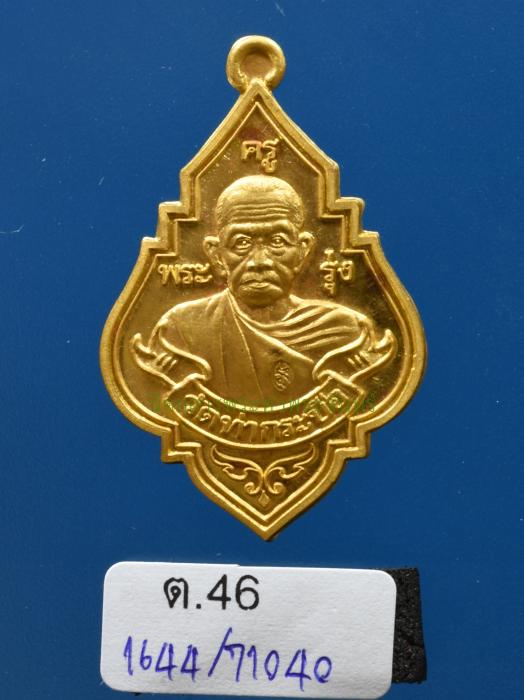 ครู
พระ รุ่ง
วัดท่ากระบือ
ต.46
1644/71040